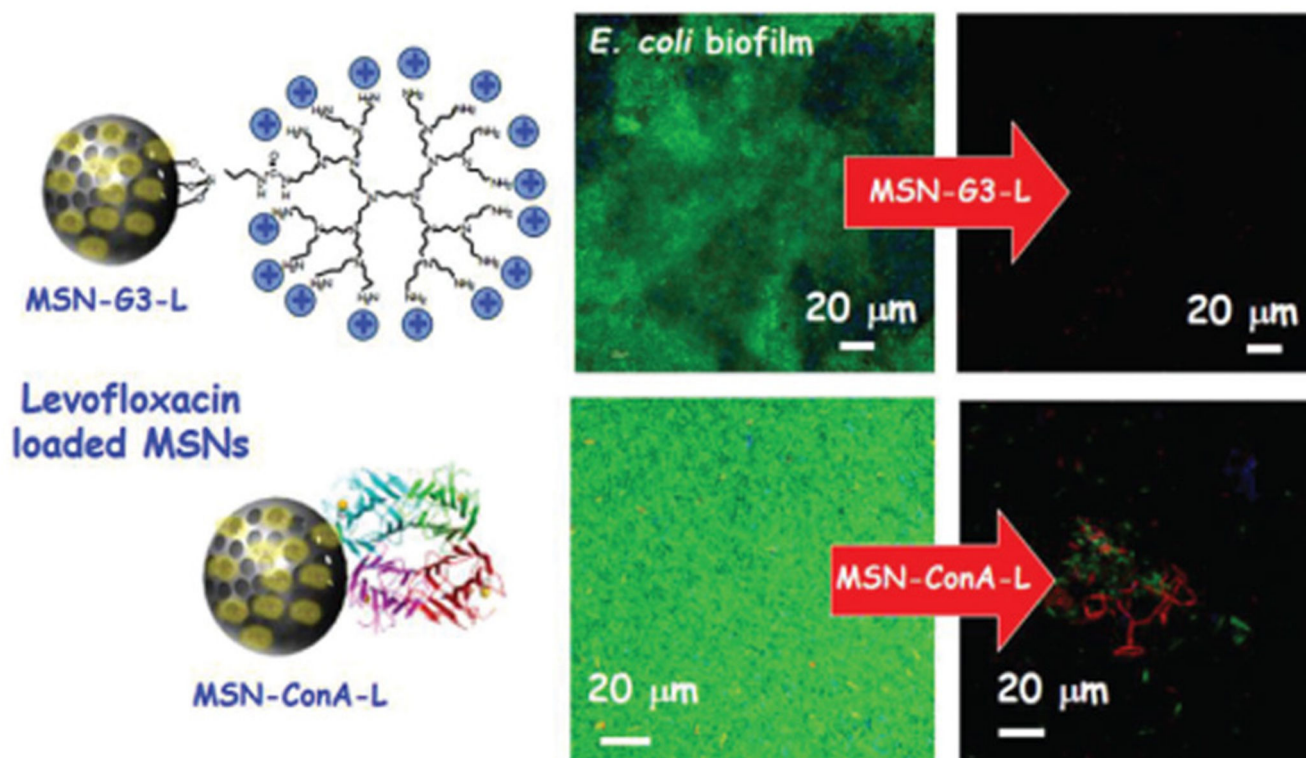 E. coli biofilm
MSN-G3-L
20 μm
20 μm
MSN-G3-L
Levofloxacin
loaded MSNs
MSN-ConA-L
20 μm
20 μm
MSN-ConA-L